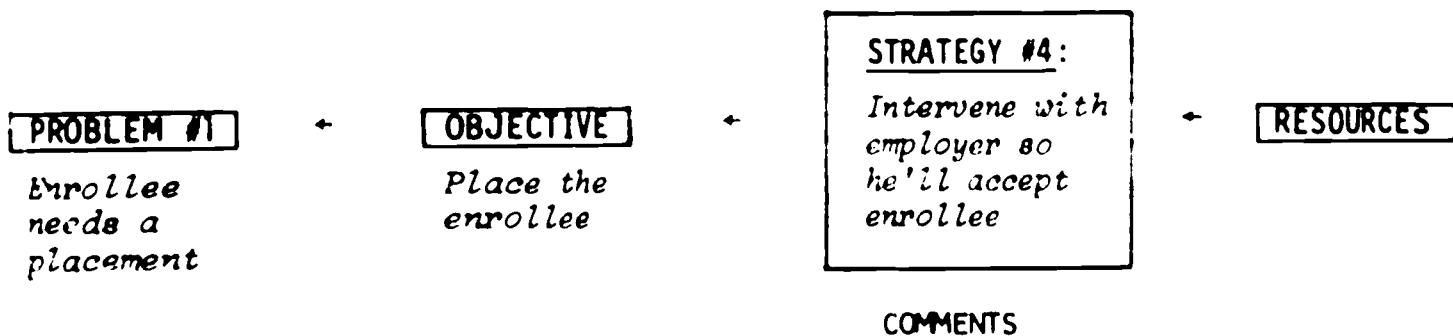 PROBLEM #1
Enrollee
needs a
placement
OBJECTIVE
Place the
enrollee
STRATEGY #4:
Intervene with
employer so
he'll accept
enrollee
RESOURCES
COMMENTS